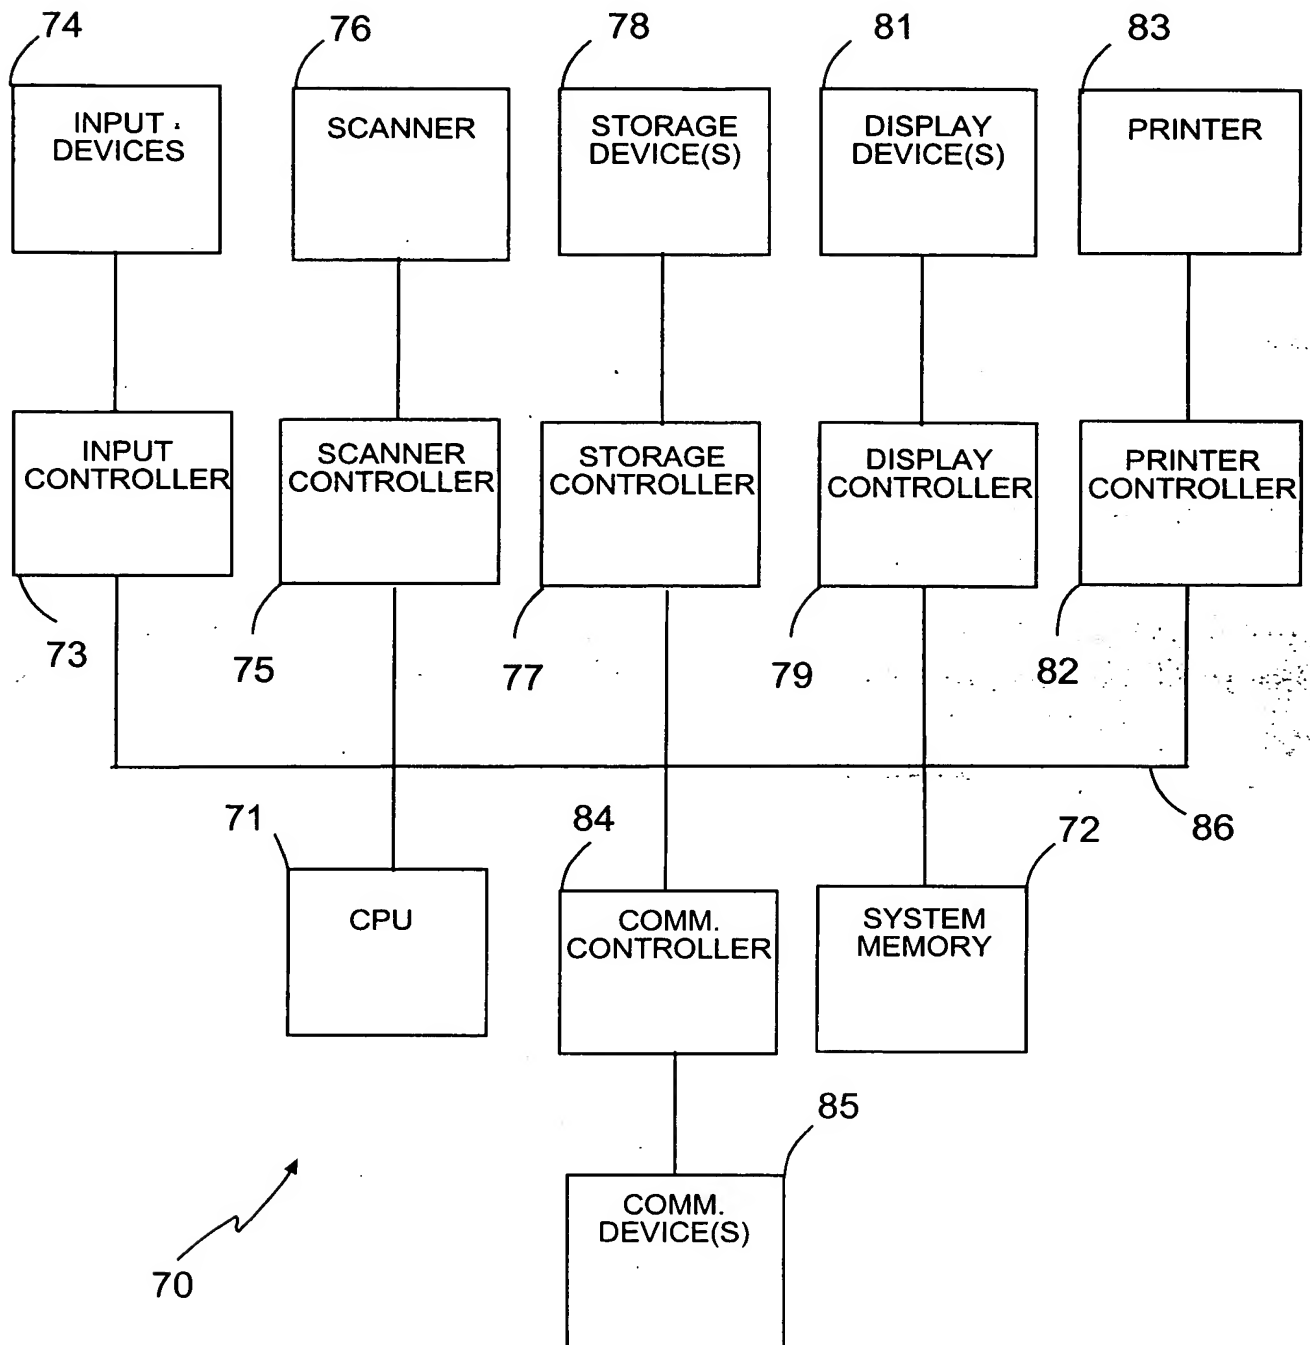 74
76
78
81
83
INPUT
DEVICES
SCANNER
STORAGE
DEVICE(S)
DISPLAY
DEVICE(S)
PRINTER
INPUT
CONTROLLER
SCANNER
CONTROLLER
STORAGE
CONTROLLER
DISPLAY
CONTROLLER
PRINTER
CONTROLLER
73
75
77
79
82
71
84
72
86
CPU
COMM.
CONTROLLER
SYSTEM
MEMORY
85
COMM.
DEVICE(S)
70